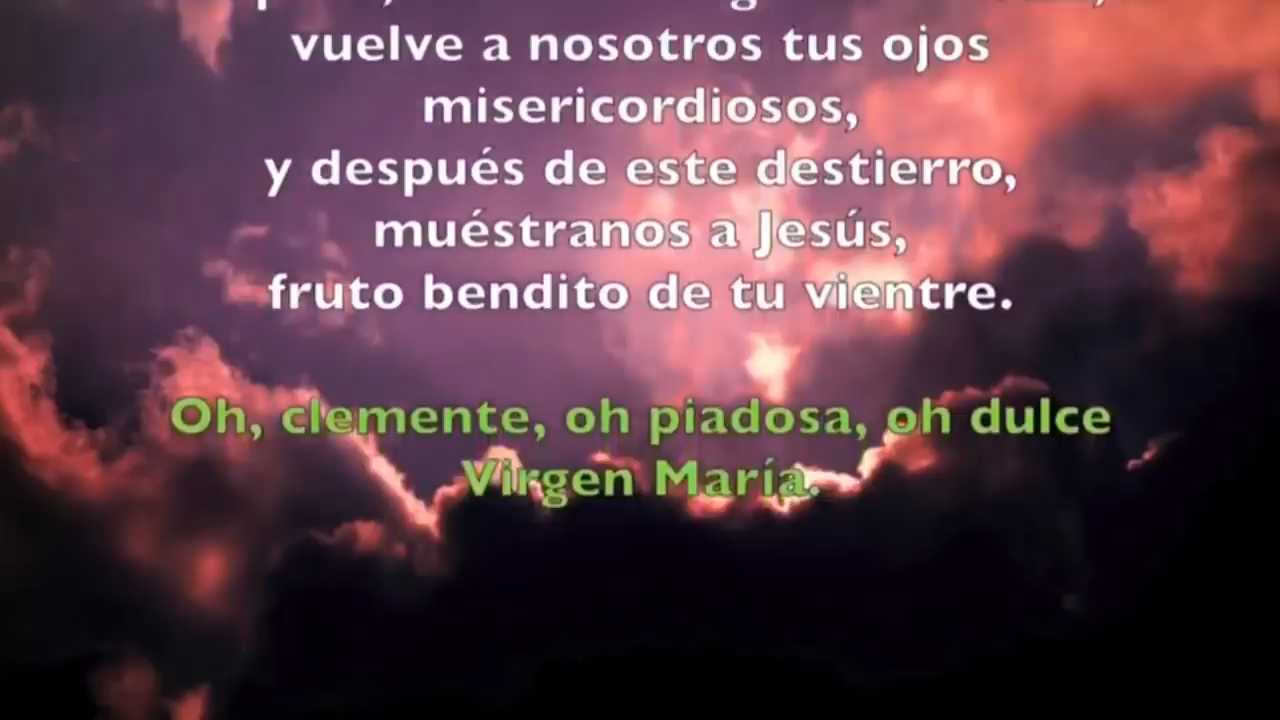 vuelve a nosotros tus ojos
misericordiosos,
y después de este destierro,
muéstranos a Jesús,
fruto bendito de tu vientre.
Oh, clemente, oh piadosa, oh dulce
Virgen María.